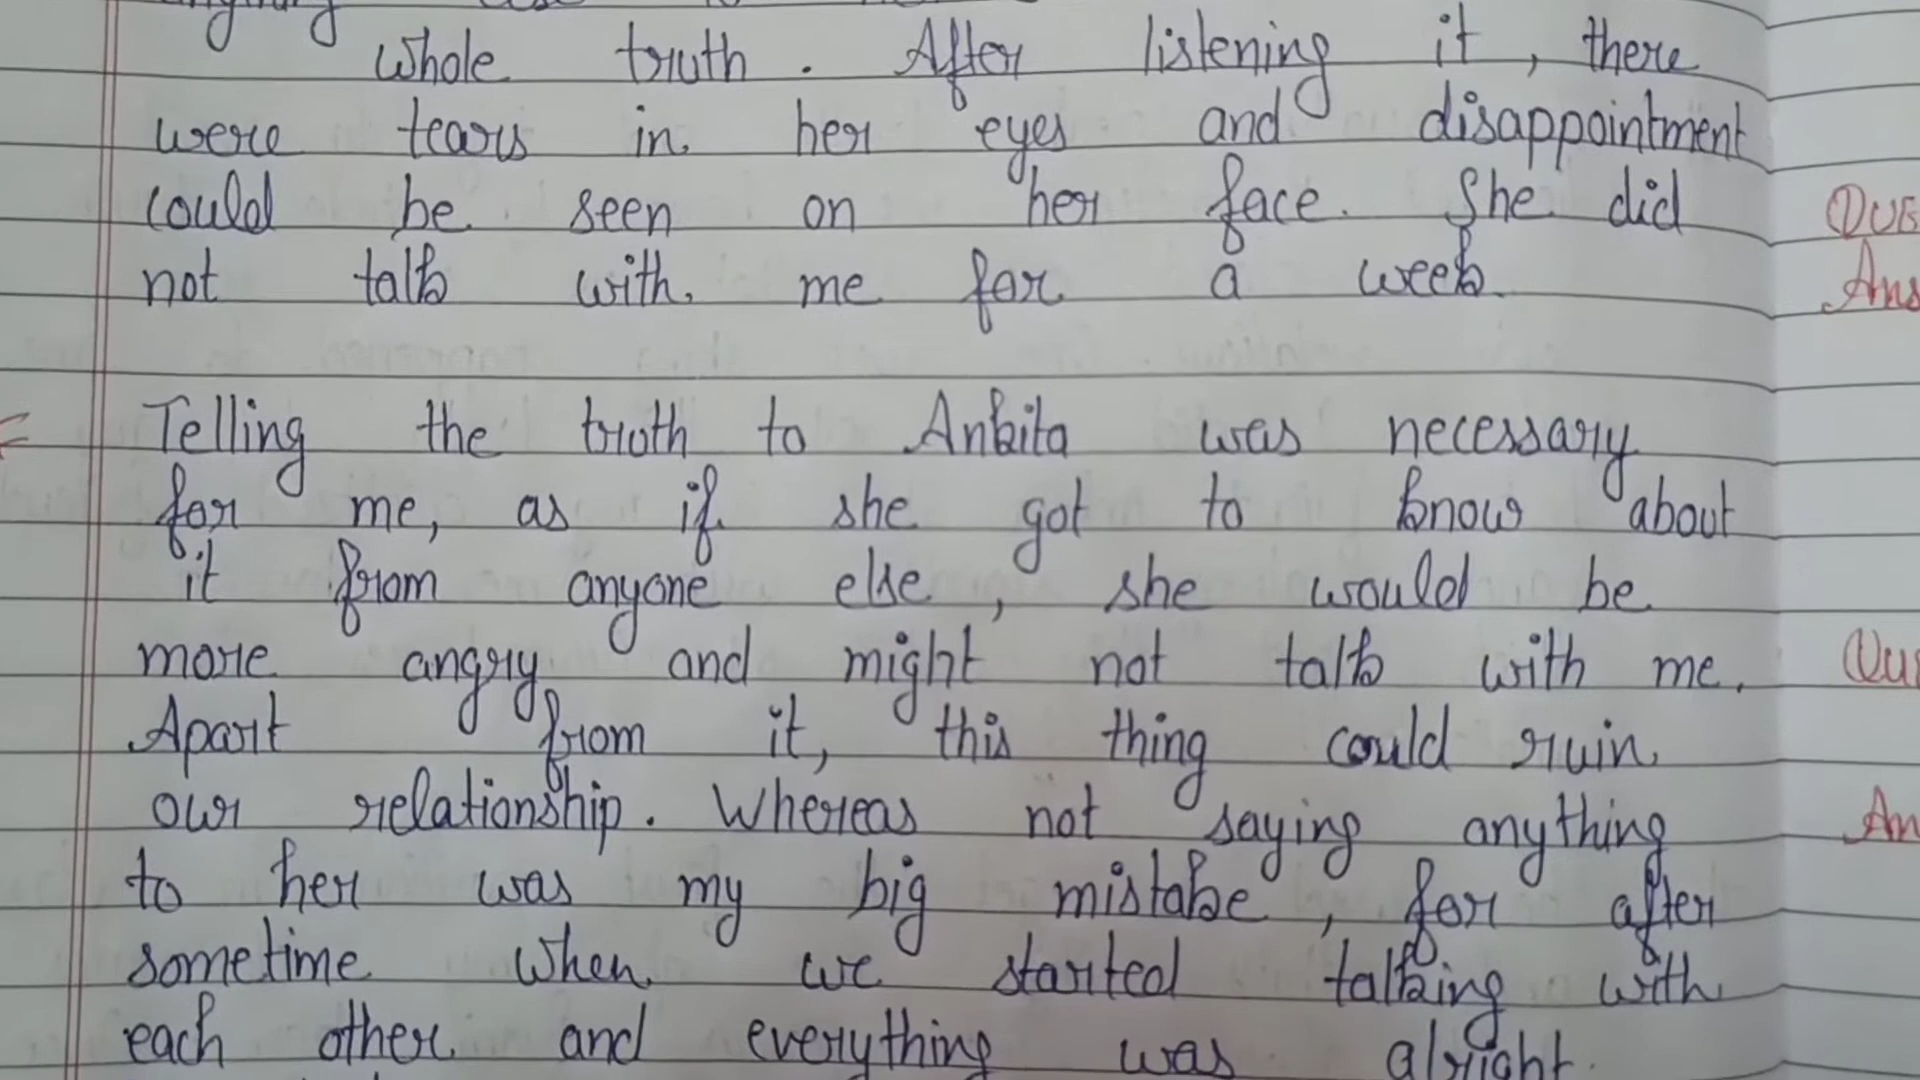 whole truth. After listening it, there
were tears in her eyes and disappointment
could be seen on her face. She did
not talk with me for a week.
Telling the truth to Ankita was necessary
for me, as if she got to know about
it from anyone else, she would be
more angry and might not talk with me.
Apart from it, this thing could ruin
our relationship. Whereas not saying anything
to her was my big mistake, for after
sometime when we started talking with
each other and everything was alright.
Ans